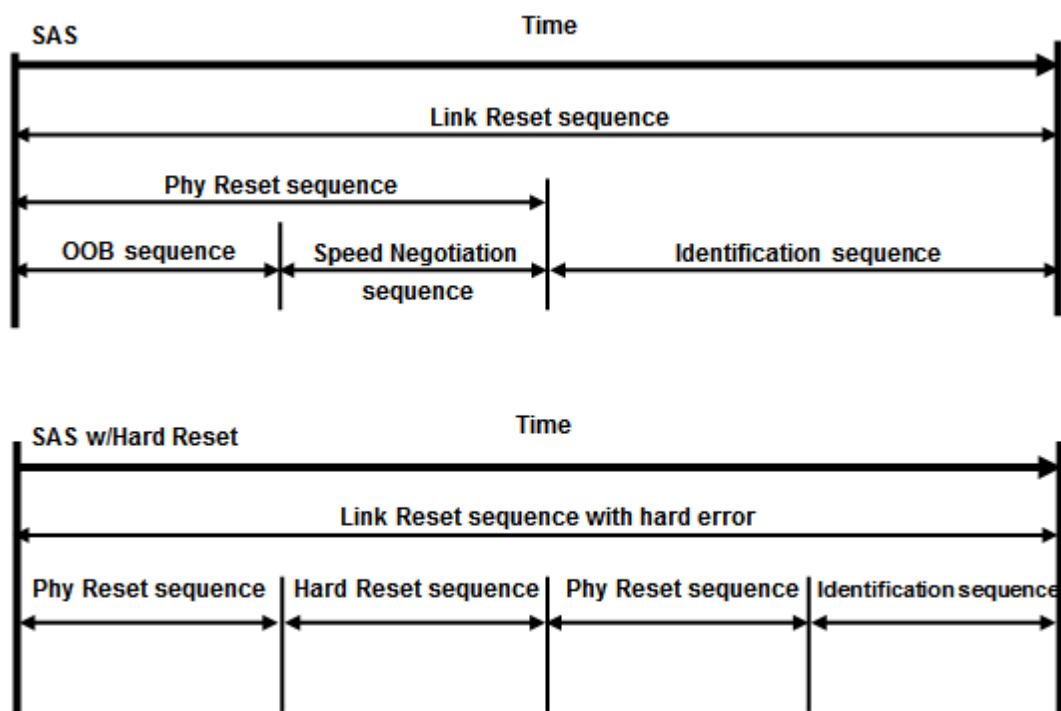 SAS
Time
Link Reset sequence
Phy Reset sequence
OOB sequence
Speed Negotiation
sequence
Identification sequence
SAS w/Hard Reset
Time
Link Reset sequence with hard error
Phy Reset sequence
Hard Reset sequence
Phy Reset sequence
Identification sequence